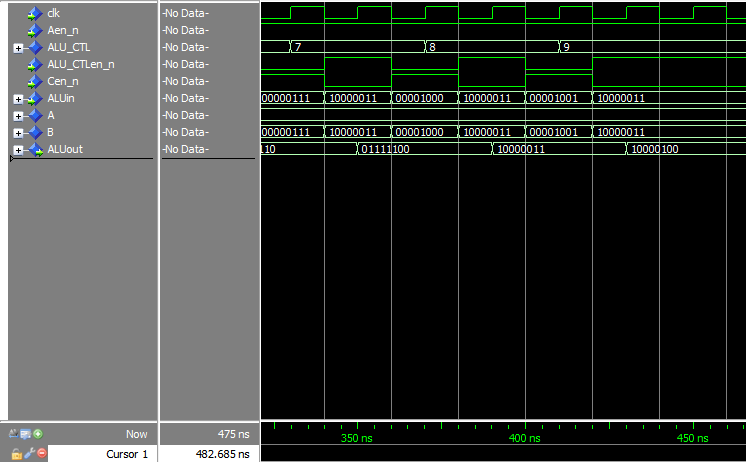 clk -No Data-
Aen_n -No Data-
ALU_CTL -No Data- 7 8 9
ALU_CTLen_n -No Data-
Cen_n -No Data-
ALUin -No Data- 00000111 10000011 00001000 10000011 00001001 10000011
A -No Data-
B -No Data- 00000111 10000011 00001000 10000011 00001001 10000011
ALUout -No Data- 110 01111100 10000011 10000100
Now 475 ns 350 ns 400 ns 450 ns
Cursor 1 482.685 ns